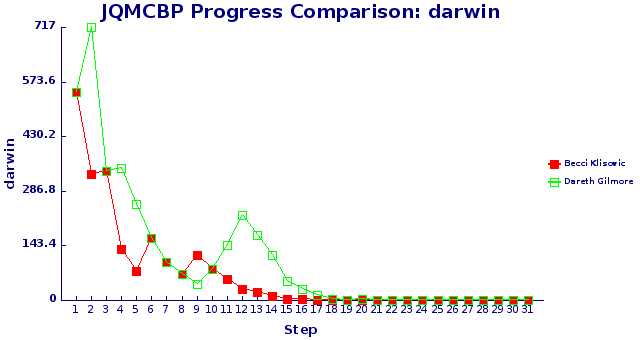 JQMCBP Progress Comparison: darwin
717
573.6
430.2
286.8
143.4
0
darwin
1 2 3 4 5 6 7 8 9 10 11 12 13 14 15 16 17 18 19 20 21 22 23 24 25 26 27 28 29 30 31
Step
Becci Klisovic
Dareth Gilmore